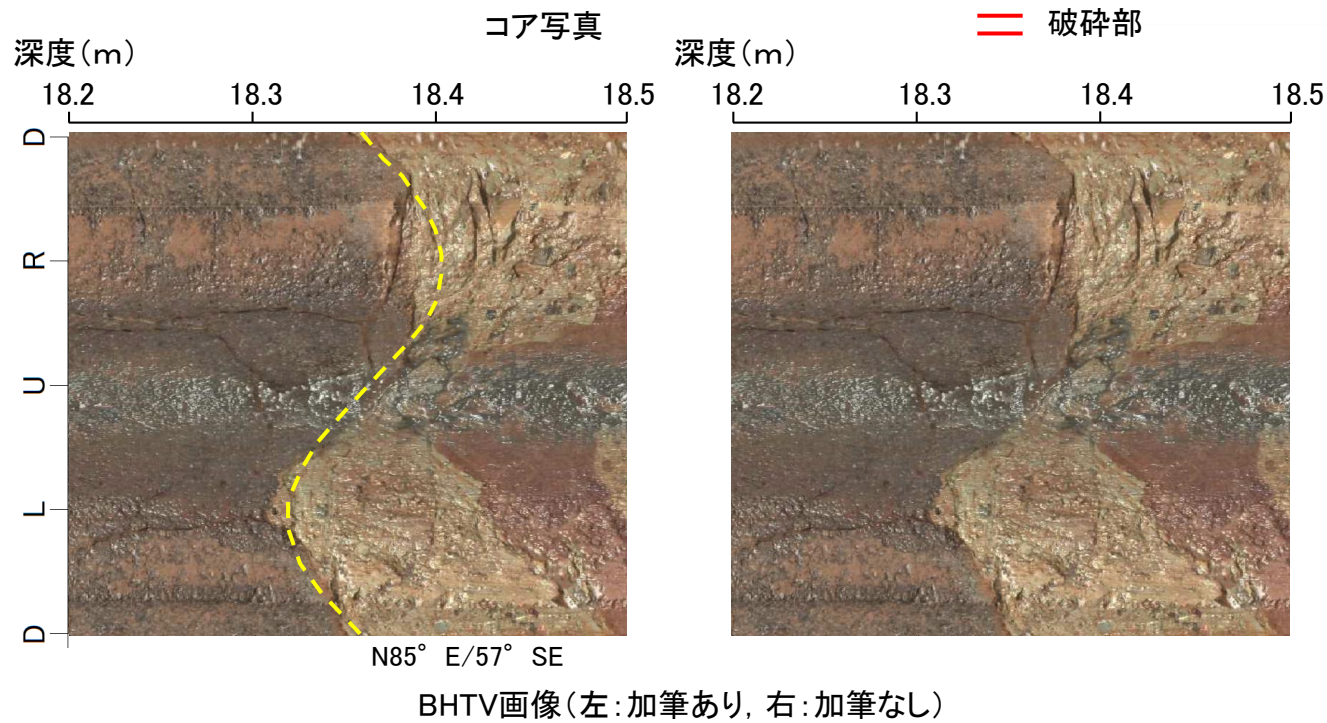 コア写真
破砕部
深度(m)
深度(m)
18.2 18.3 18.4 18.5
18.2 18.3 18.4 18.5
D
R
U
L
D
N85° E/57° SE
BHTV画像(左:加筆あり, 右:加筆なし)